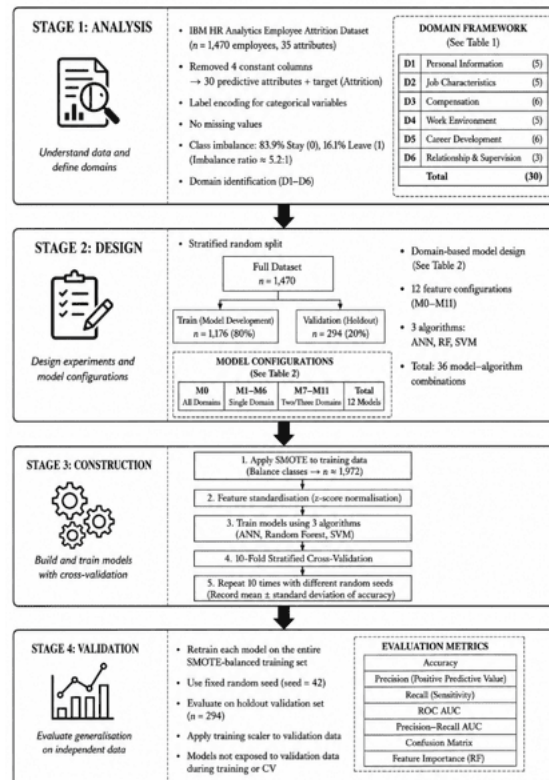 STAGE 1: ANALYSIS
Understand data and
define domains
• IBM HR Analytics Employee Attrition Dataset
(n = 1,470 employees, 35 attributes)
• Removed 4 constant columns
→ 30 predictive attributes + target (Attrition)
• Label encoding for categorical variables
• No missing values
• Class imbalance: 83.9% Stay (0), 16.1% Leave (1)
(Imbalance ratio ≈ 5.2:1)
• Domain identification (D1–D6)
DOMAIN FRAMEWORK
(See Table 1)
D1 Personal Information (5)
D2 Job Characteristics (5)
D3 Compensation (6)
D4 Work Environment (5)
D5 Career Development (6)
D6 Relationship & Supervision (3)
Total (30)
STAGE 2: DESIGN
Design experiments and
model configurations
• Stratified random split
Full Dataset
n = 1,470
Train (Model Development)
n = 1,176 (80%)
Validation (Holdout)
n = 294 (20%)
MODEL CONFIGURATIONS
(See Table 2)
M0 M1–M6 M7–M11 Total
All Domains Single Domain Two/Three Domains 12 Models
• Domain-based model design
(See Table 2)
• 12 feature configurations
(M0–M11)
• 3 algorithms:
ANN, RF, SVM
• Total: 36 model–algorithm
combinations
STAGE 3: CONSTRUCTION
Build and train models
with cross-validation
1. Apply SMOTE to training data
(Balance classes → n ≈ 1,972)
2. Feature standardisation (z-score normalisation)
3. Train models using 3 algorithms
(ANN, Random Forest, SVM)
4. 10-Fold Stratified Cross-Validation
5. Repeat 10 times with different random seeds
(Record mean ± standard deviation of accuracy)
STAGE 4: VALIDATION
Evaluate generalisation
on independent data
• Retrain each model on the entire
SMOTE-balanced training set
• Use fixed random seed (seed = 42)
• Evaluate on holdout validation set
(n = 294)
• Apply training scaler to validation data
• Models not exposed to validation data
during training or CV
EVALUATION METRICS
Accuracy
Precision (Positive Predictive Value)
Recall (Sensitivity)
ROC AUC
Precision–Recall AUC
Confusion Matrix
Feature Importance (RF)